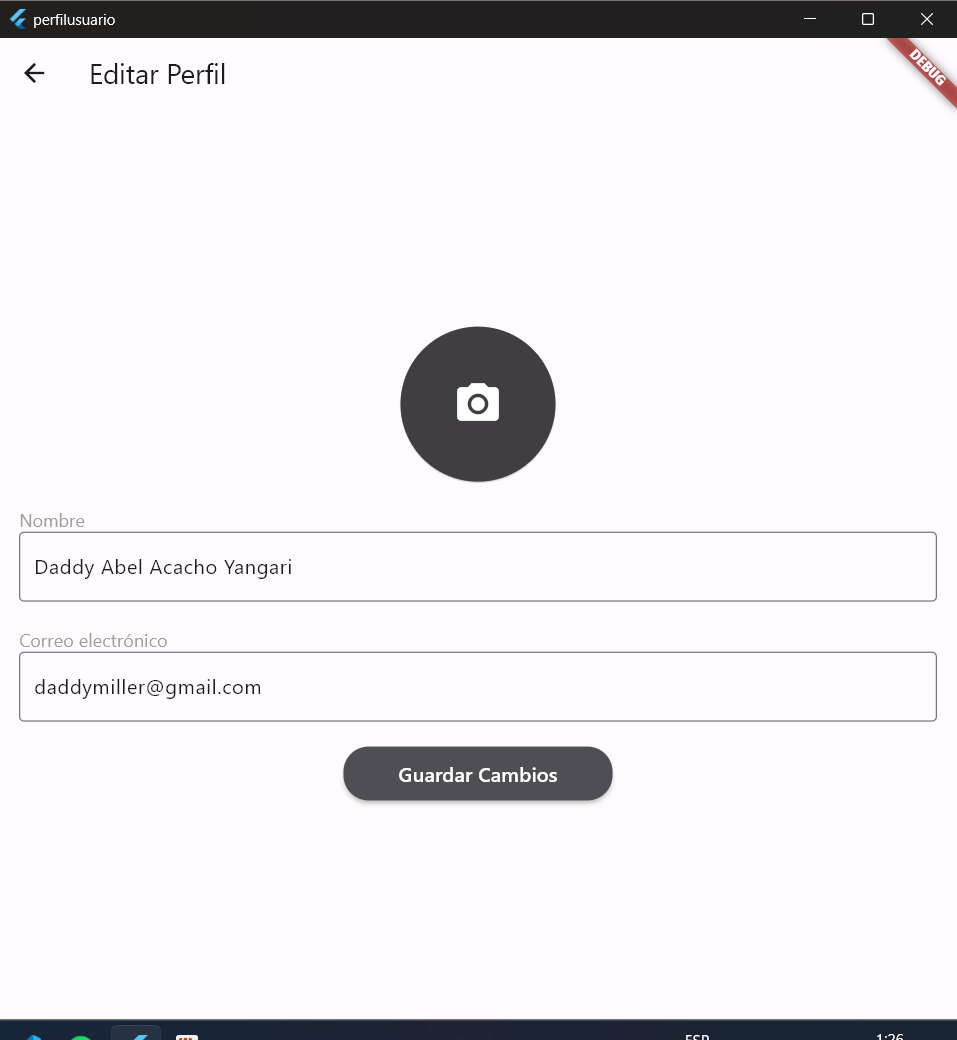 perfilusuario
Editar Perfil
DEBUG
Nombre
Daddy Abel Acacho Yangari
Correo electrónico
daddymiller@gmail.com
Guardar Cambios
ESP
1:26